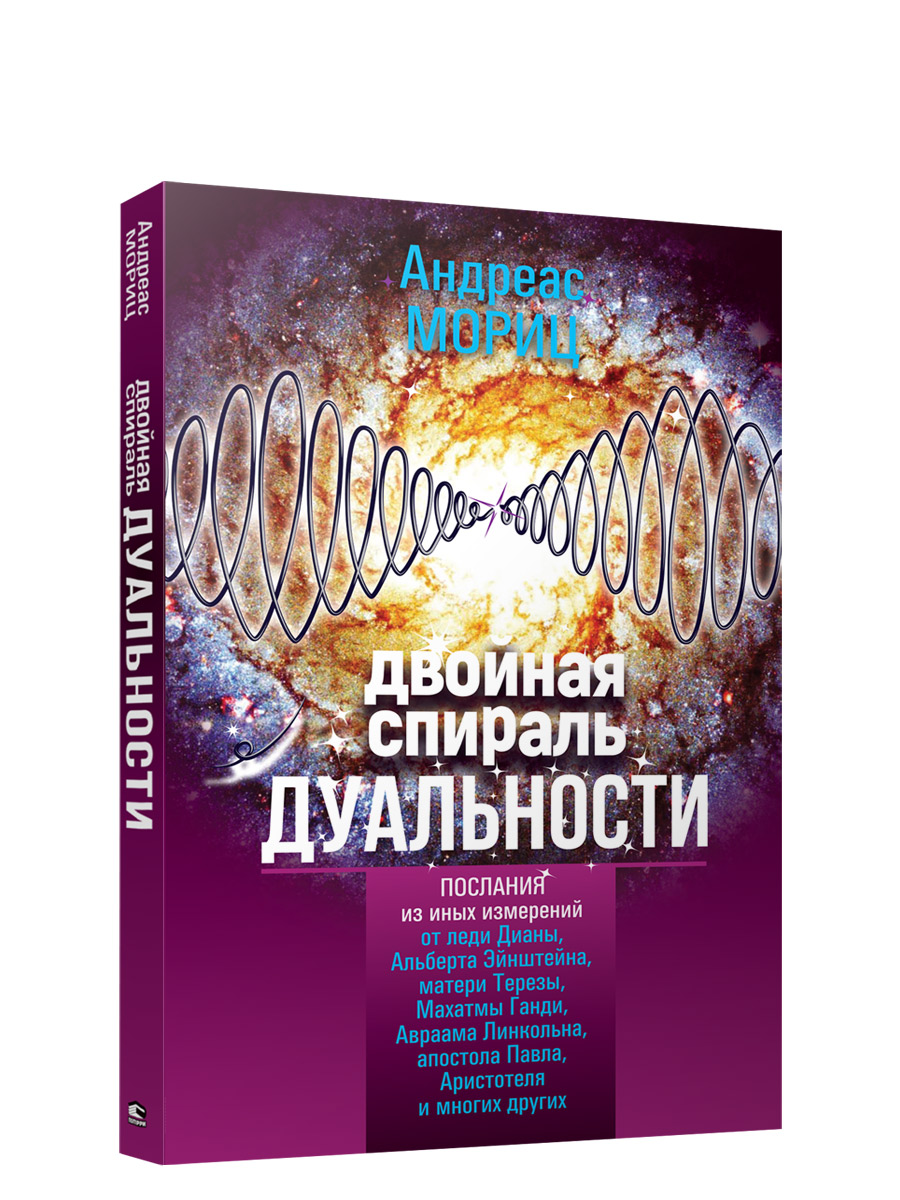 Андреас
МОРИЦ
двойная
спираль
ДУАЛЬНОСТИ
ПОСЛАНИЯ
из иных измерений
от леди Дианы,
Альберта Эйнштейна,
матери Терезы,
Махатмы Ганди,
Авраама Линкольна,
апостола Павла,
Аристотеля
и многих других
Андреас
МОРИЦ
двойная
спираль
ДУАЛЬНОСТИ